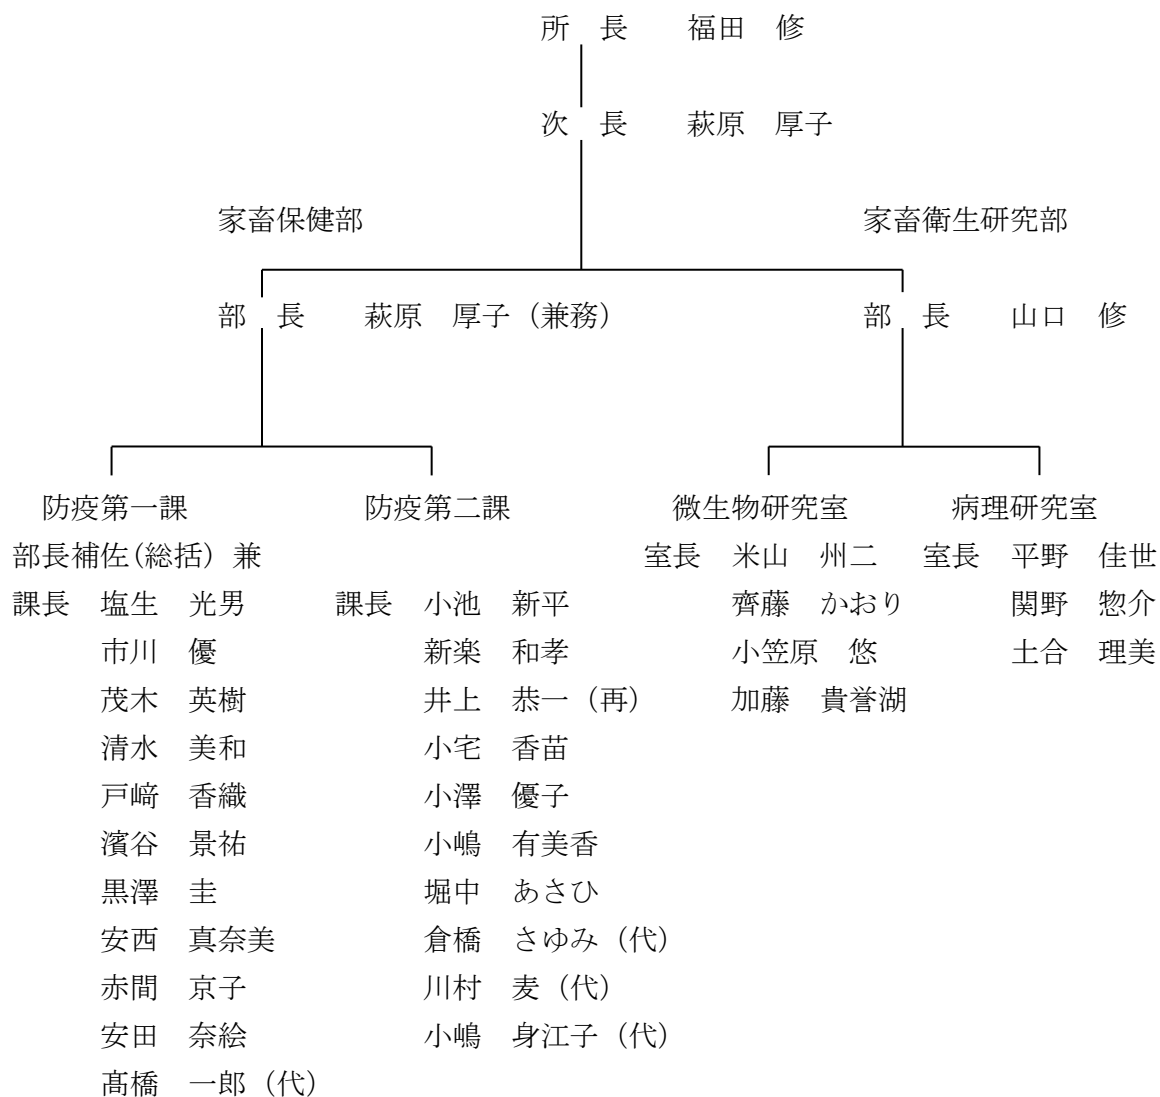 所　長　　福田　修
次　長　　萩原　厚子
家畜保健部　　家畜衛生研究部
部　長　　萩原　厚子（兼務）　　部　長　　山口　修
防疫第一課　　防疫第二課　　微生物研究室　　病理研究室
部長補佐（総括）兼　　室長　米山　州二　　室長　平野　佳世
課長　塩生　光男　　課長　小池　新平　　齊藤　かおり　　関野　惣介
市川　優　　新楽　和孝　　小笠原　悠　　土合　理美
茂木　英樹　　井上　恭一（再）　　加藤　貴誉湖
清水　美和　　小宅　香苗
戸﨑　香織　　小澤　優子
濱谷　景祐　　小嶋　有美香
黒澤　圭　　堀中　あさひ
安西　真奈美　　倉橋　さゆみ（代）
赤間　京子　　川村　麦（代）
安田　奈絵　　小嶋　身江子（代）
髙橋　一郎（代）